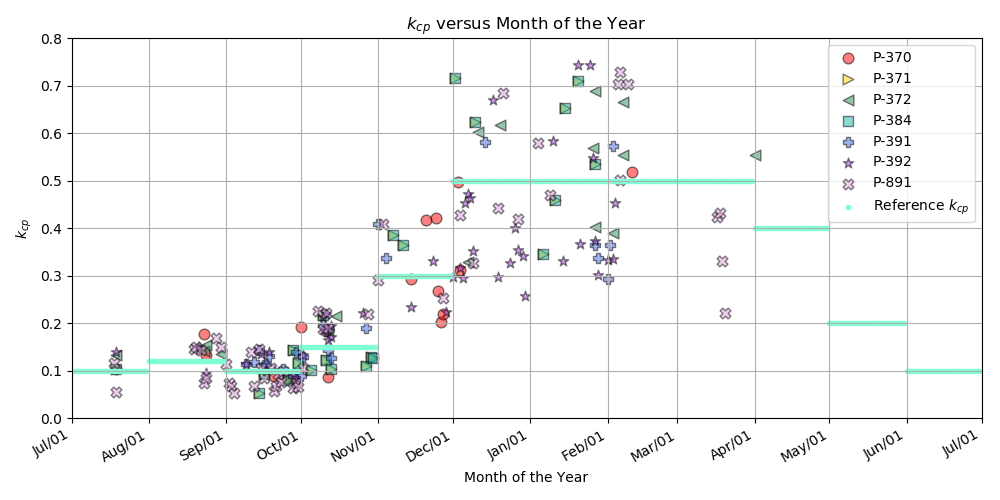 k_cp versus Month of the Year
0.8
0.7
0.6
0.5
0.4
0.3
0.2
0.1
0.0
k_cp
P-370
P-371
P-372
P-384
P-391
P-392
P-891
Reference k_cp
Jul/01 Aug/01 Sep/01 Oct/01 Nov/01 Dec/01 Jan/01 Feb/01 Mar/01 Apr/01 May/01 Jun/01 Jul/01
Month of the Year